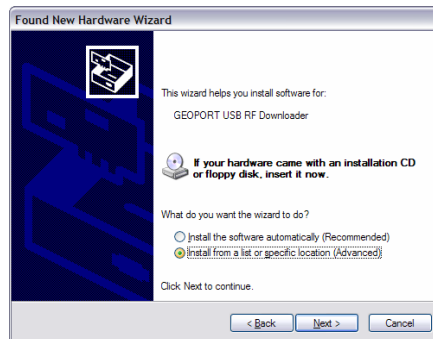 Found New Hardware Wizard
This wizard helps you install software for:
GEOPORT USB RF Downloader
If your hardware came with an installation CD
or floppy disk, insert it now.
What do you want the wizard to do?
Install the software automatically (Recommended)
Install from a list or specific location (Advanced)
Click Next to continue.
< Back
Next >
Cancel